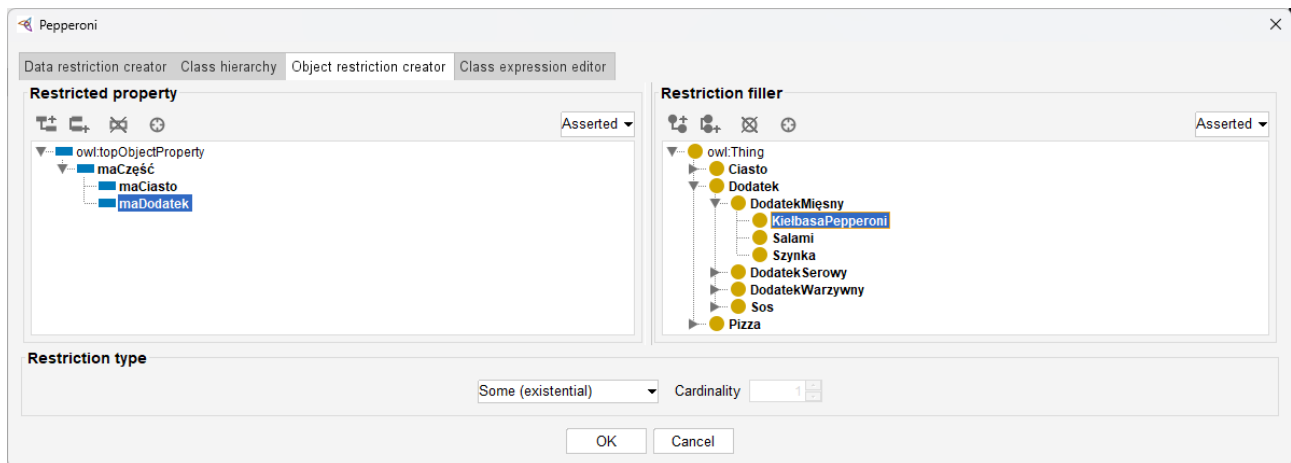 Pepperoni
Data restriction creator Class hierarchy Object restriction creator Class expression editor
Restricted property
Asserted
owl:topObjectProperty
maCzęść
maCiasto
maDodatek
Restriction filler
Asserted
owl:Thing
Ciasto
Dodatek
DodatekMięsny
KiełbasaPepperoni
Salami
Szynka
DodatekSerowy
DodatekWarzywny
Sos
Pizza
Restriction type
Some (existential) Cardinality 1
OK Cancel